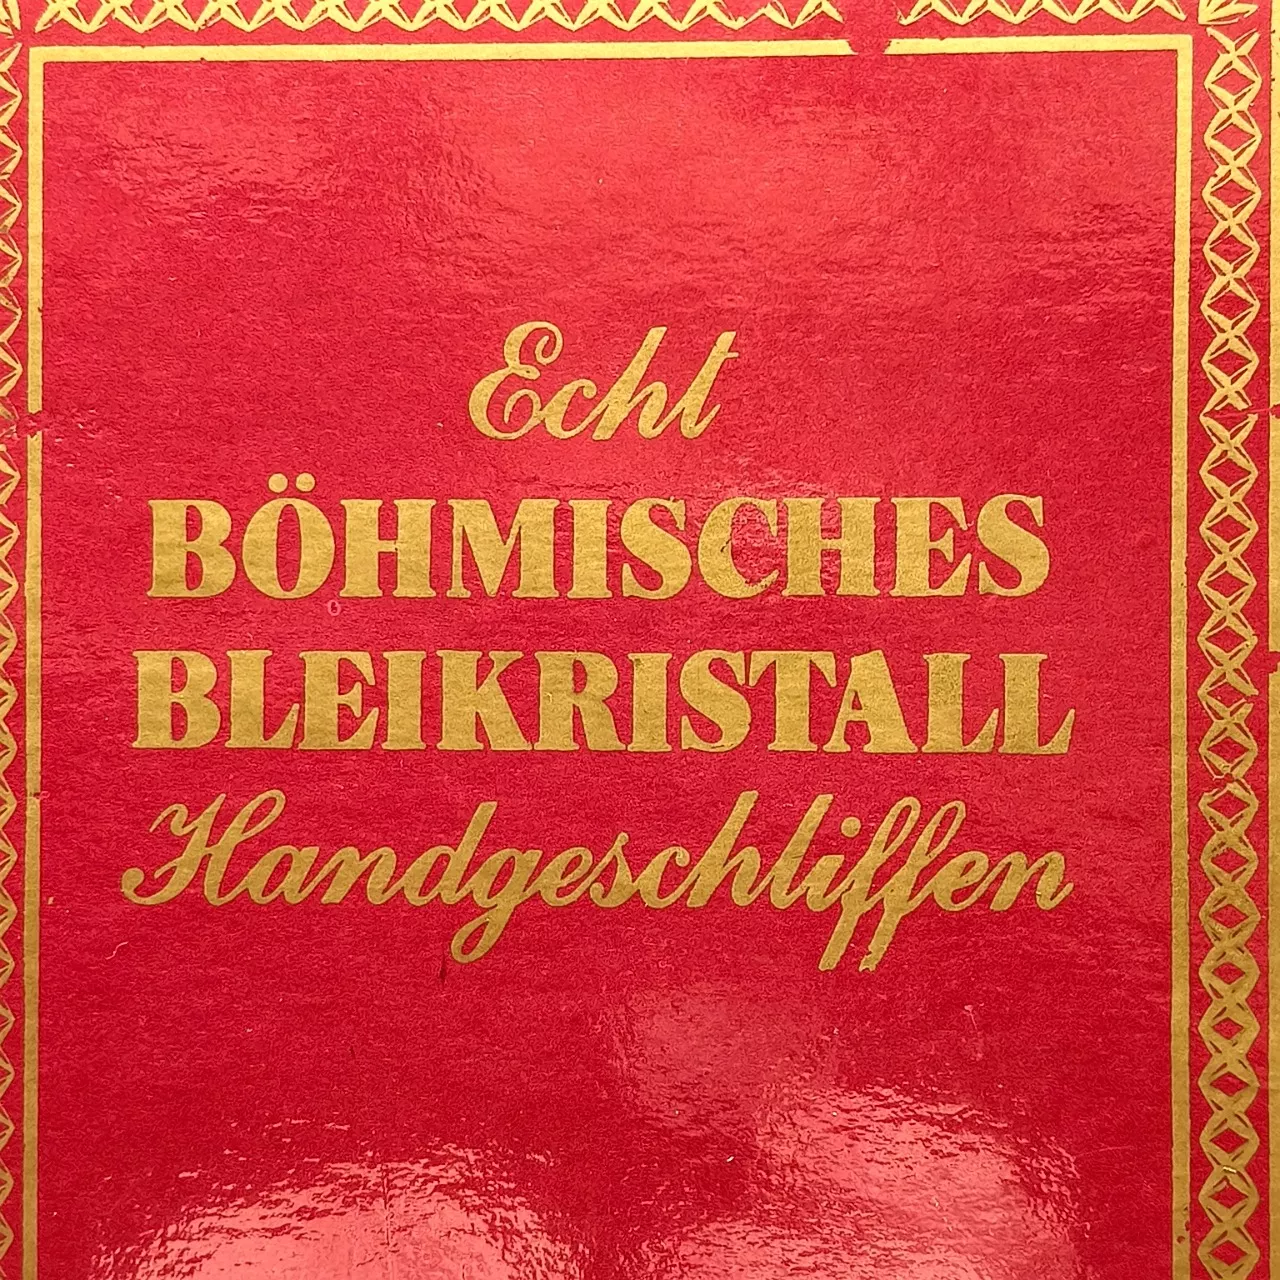 Echt
BÖHMISCHES
BLEIKRISTALL
Handgeschliffen